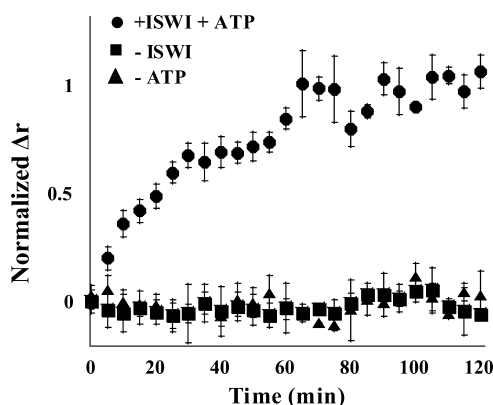 +ISWI + ATP
- ISWI
- ATP
1
0.5
0
Normalized Δr
0 20 40 60 80 100 120
Time (min)